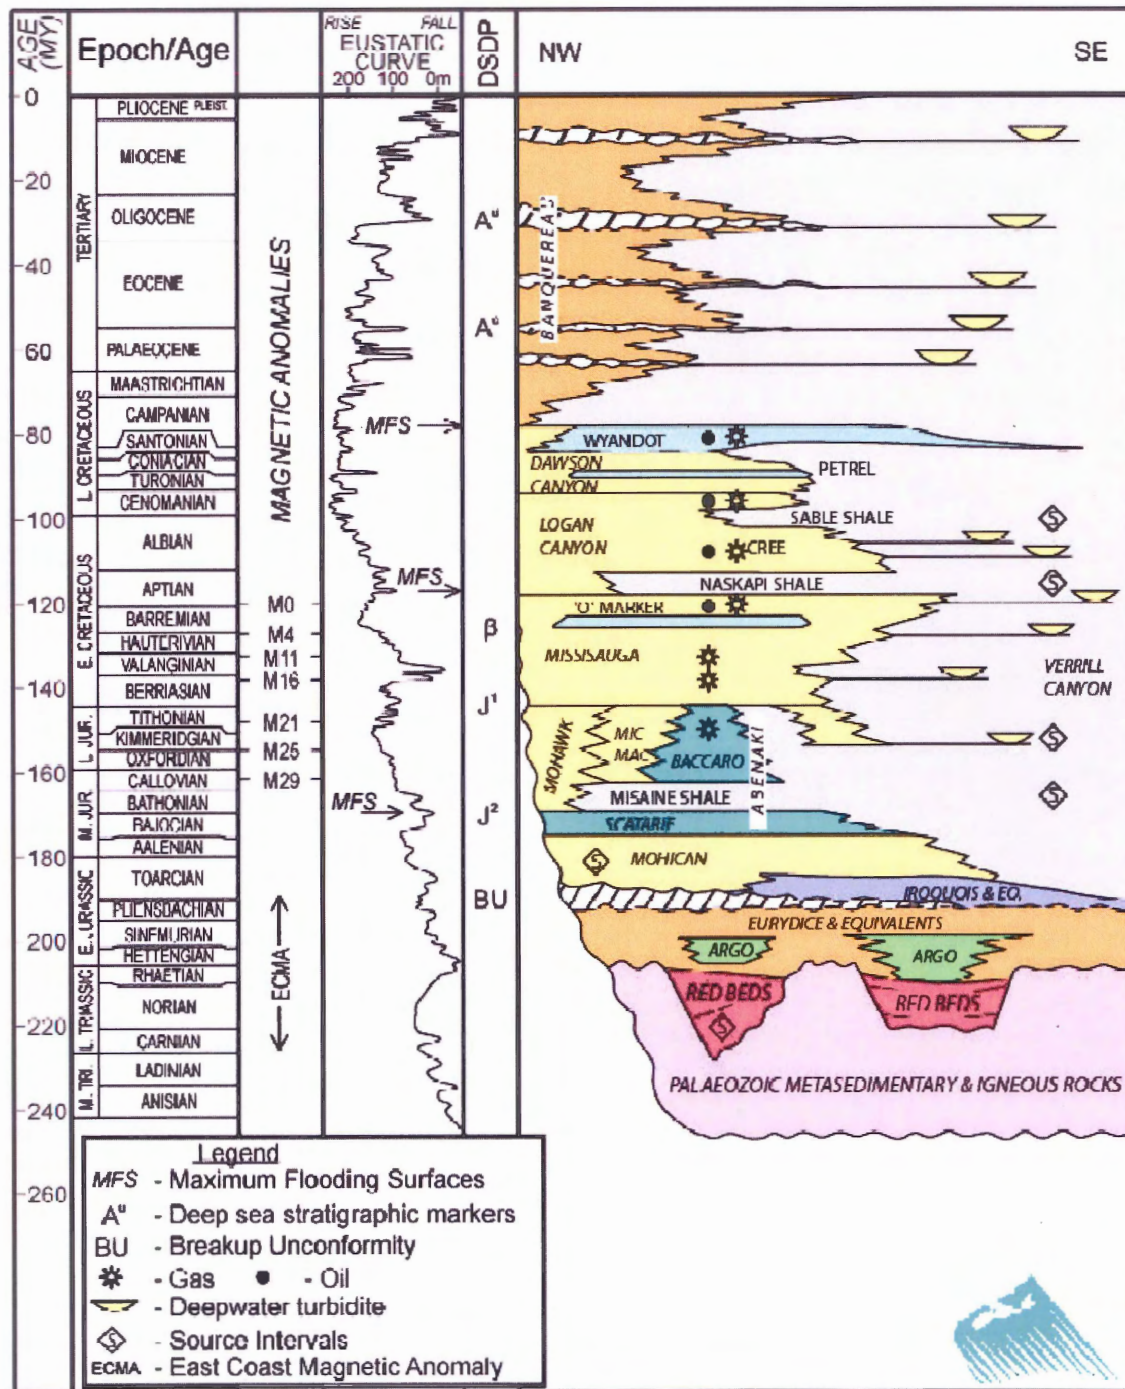 AGE (MY)
Epoch/Age
RISE FALL
EUSTATIC
CURVE
200 100 0m
DSDP
NW
SE
0
20
40
60
80
100
120
140
160
180
200
220
240
260
TERTIARY
L CRETACEOUS
E. CRETACEOUS
L JUR.
M. JUR.
E. JURASSIC
L. TRIASSIC
M. TRI.
PLIOCENE PLEIST.
MIOCENE
OLIGOCENE
EOCENE
PALAEOCENE
MAASTRICHTIAN
CAMPANIAN
SANTONIAN
CONIACIAN
TURONIAN
CENOMANIAN
ALBIAN
APTIAN
BARREMIAN
HAUTERIVIAN
VALANGINIAN
BERRIASIAN
TITHONIAN
KIMMERIDGIAN
OXFORDIAN
CALLOVIAN
BATHONIAN
BAJOCIAN
AALENIAN
TOARCIAN
PLIENSBACHIAN
SINEMURIAN
HETTENGIAN
RHAETIAN
NORIAN
CARNIAN
LADINIAN
ANISIAN
MAGNETIC ANOMALIES
M0
M4
M11
M16
M21
M25
M29
ECMA
MFS
MFS
MFS
Aᵘ
Aᶜ
β
J¹
J²
BU
BANQUEREAU
WYANDOT
DAWSON
CANYON
PETREL
LOGAN
CANYON
SABLE SHALE
CREE
NASKAPI SHALE
'O' MARKER
MISSISAUGA
VERRILL
CANYON
MOHAWK
MIC
MAC
BACCARO
ABENAKI
MISAINE SHALE
SCATARIE
S MOHICAN
IROQUOIS & EQ.
EURYDICE & EQUIVALENTS
ARGO
ARGO
RED BEDS
RED BEDS
S
S
S
S
S
PALAEOZOIC METASEDIMENTARY & IGNEOUS ROCKS
Legend
MFS - Maximum Flooding Surfaces
Aᵘ - Deep sea stratigraphic markers
BU - Breakup Unconformity
- Gas - Oil
- Deepwater turbidite
S - Source Intervals
ECMA - East Coast Magnetic Anomaly